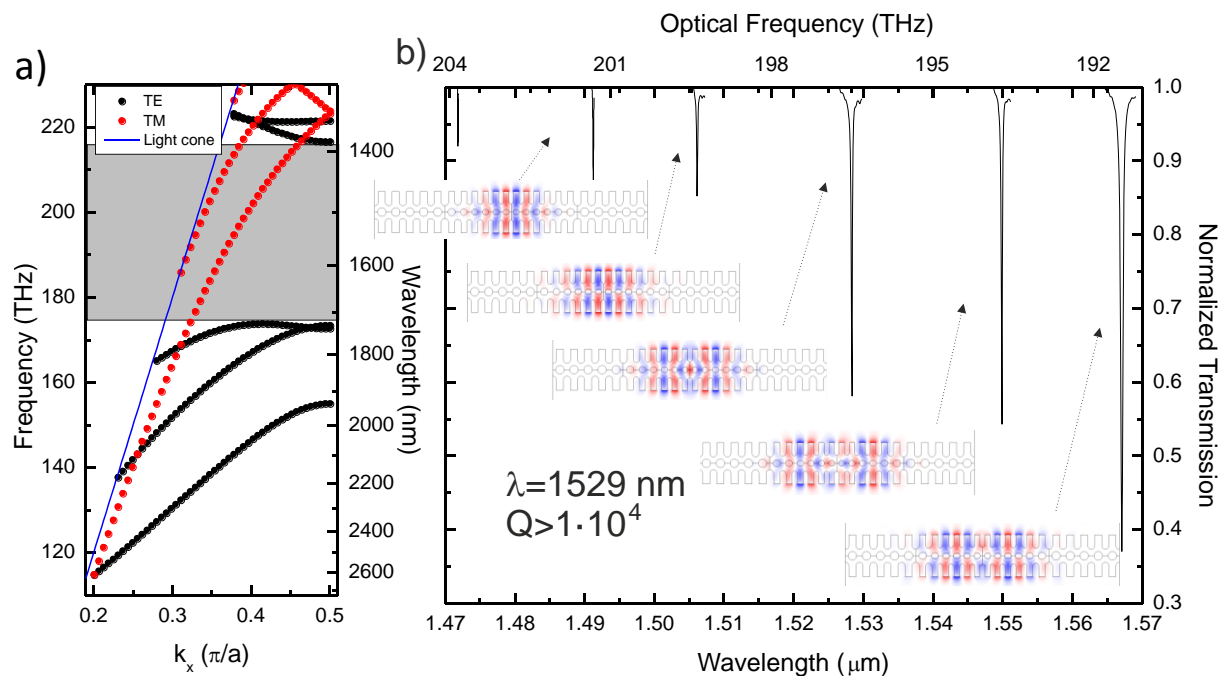 a)
TE
TM
Light cone
220
200
180
160
140
120
Frequency (THz)
0.2 0.3 0.4 0.5
k_x (π/a)
1400
1600
1800
2000
2200
2400
2600
Wavelength (nm)
b)
Optical Frequency (THz)
204 201 198 195 192
1.0
0.9
0.8
0.7
0.6
0.5
0.4
0.3
Normalized Transmission
λ=1529 nm
Q>1·10^4
1.47 1.48 1.49 1.50 1.51 1.52 1.53 1.54 1.55 1.56 1.57
Wavelength (μm)